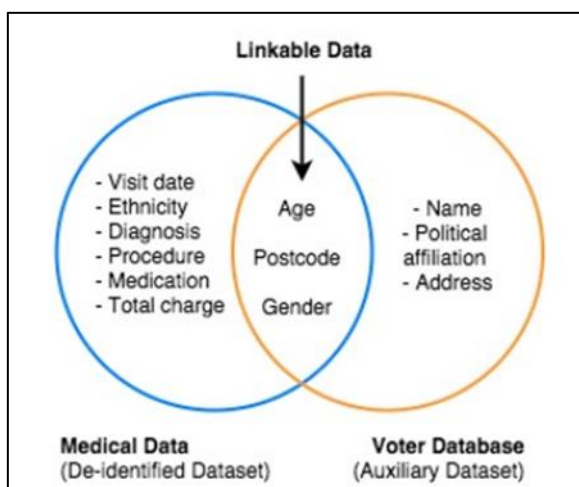 Linkable Data
- Visit date
- Ethnicity
- Diagnosis
- Procedure
- Medication
- Total charge
Age
Postcode
Gender
- Name
- Political
affiliation
- Address
Medical Data
(De-identified Dataset)
Voter Database
(Auxiliary Dataset)